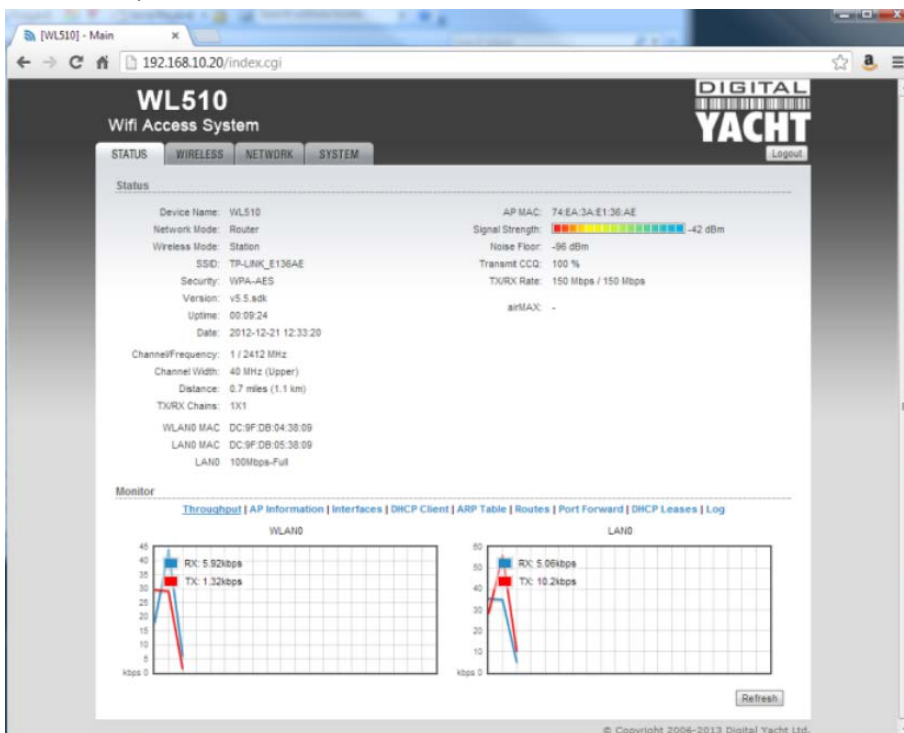 [WL510] - Main
192.168.10.20/index.cgi
WL510
Wifi Access System
DIGITAL
YACHT
STATUS WIRELESS NETWORK SYSTEM
Logout
Status
Device Name: WL510
Network Mode: Router
Wireless Mode: Station
SSID: TP-LINK_E136AE
Security: WPA-AES
Version: v5.5.sdk
Uptime: 00:09:24
Date: 2012-12-21 12:33:20
Channel/Frequency: 1 / 2412 MHz
Channel Width: 40 MHz (Upper)
Distance: 0.7 miles (1.1 km)
TX/RX Chains: 1X1
WLAN0 MAC DC:9F:DB:04:38:09
LAN0 MAC DC:9F:DB:05:38:09
LAN0 100Mbps-Full
AP MAC: 74:EA:3A:E1:36:AE
Signal Strength: -42 dBm
Noise Floor: -96 dBm
Transmit CCQ: 100 %
TX/RX Rate: 150 Mbps / 150 Mbps
airMAX: -
Monitor
Throughput | AP Information | Interfaces | DHCP Client | ARP Table | Routes | Port Forward | DHCP Leases | Log
WLAN0
45
40
35
30
25
20
15
10
5
kbps 0
RX: 5.92kbps
TX: 1.32kbps
LAN0
60
50
40
30
20
10
kbps 0
RX: 5.06kbps
TX: 10.2kbps
Refresh
© Copyright 2006-2013 Digital Yacht Ltd.